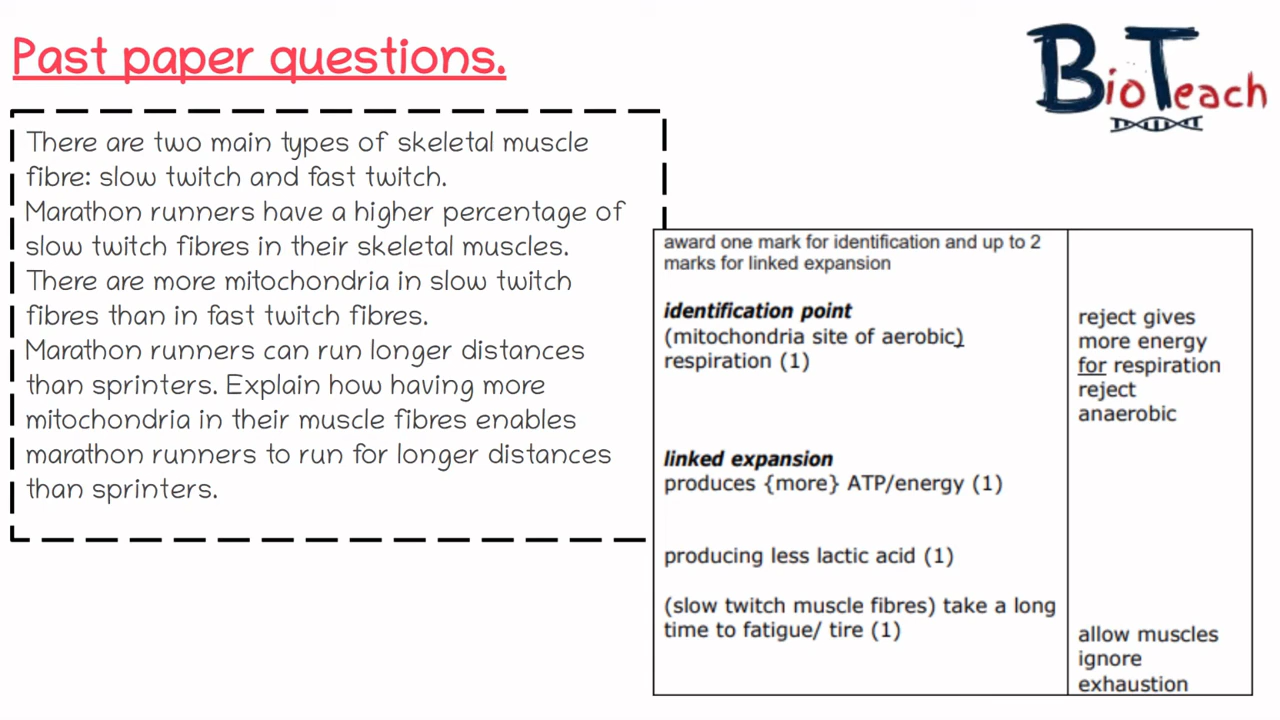 Past paper questions.
BioTeach
There are two main types of skeletal muscle
fibre: slow twitch and fast twitch.
Marathon runners have a higher percentage of
slow twitch fibres in their skeletal muscles.
There are more mitochondria in slow twitch
fibres than in fast twitch fibres.
Marathon runners can run longer distances
than sprinters. Explain how having more
mitochondria in their muscle fibres enables
marathon runners to run for longer distances
than sprinters.
award one mark for identification and up to 2
marks for linked expansion
identification point
(mitochondria site of aerobic)
respiration (1)
reject gives
more energy
for respiration
reject
anaerobic
linked expansion
produces {more} ATP/energy (1)
producing less lactic acid (1)
(slow twitch muscle fibres) take a long
time to fatigue/ tire (1)
allow muscles
ignore
exhaustion